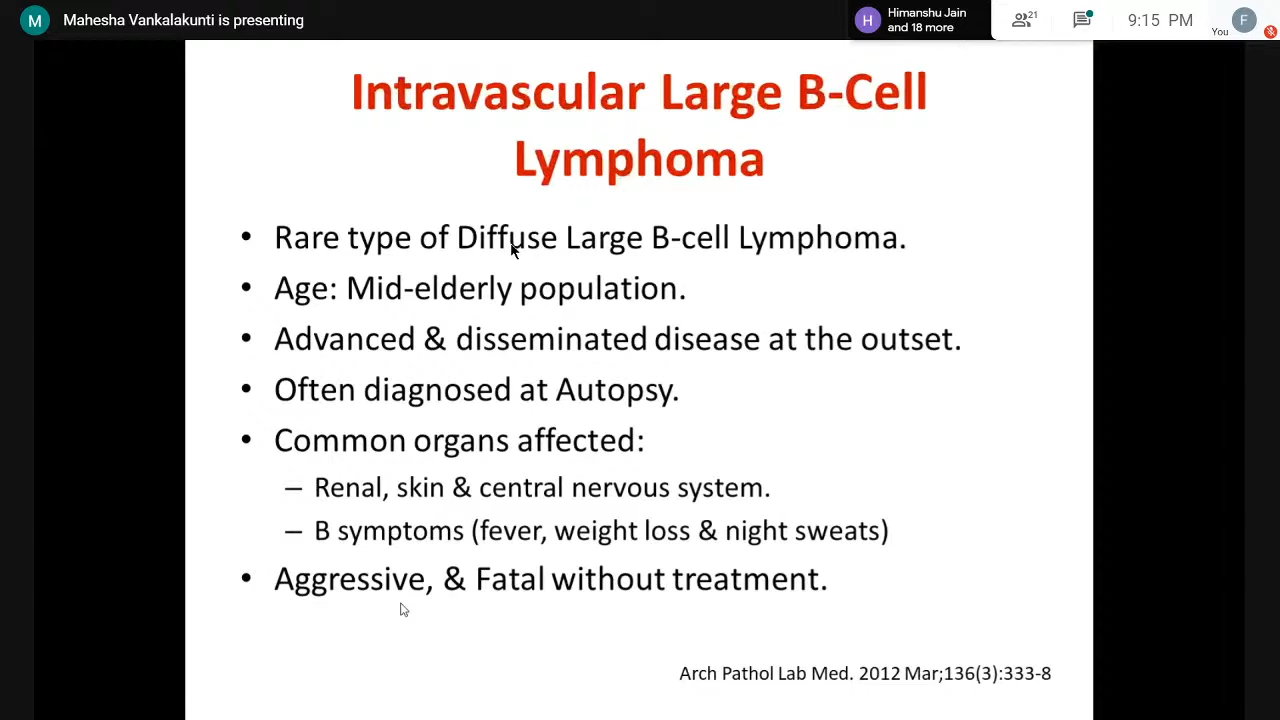 M Mahesha Vankalakunti is presenting
H Himanshu Jain
and 18 more
21
9:15 PM
You F
Intravascular Large B-Cell
Lymphoma
• Rare type of Diffuse Large B-cell Lymphoma.
• Age: Mid-elderly population.
• Advanced & disseminated disease at the outset.
• Often diagnosed at Autopsy.
• Common organs affected:
– Renal, skin & central nervous system.
– B symptoms (fever, weight loss & night sweats)
• Aggressive, & Fatal without treatment.
Arch Pathol Lab Med. 2012 Mar;136(3):333-8